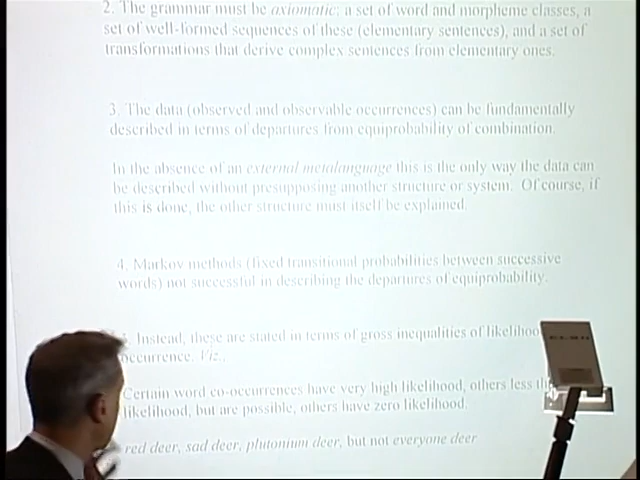 2. The grammar must be axiomatic; a set of word and morpheme classes, a
set of well-formed sequences of these (elementary sentences), and a set of
transformations that derive complex sentences from elementary ones.
3. The data (observed and observable occurrences) can be fundamentally
described in terms of departures from equiprobability of combination.
In the absence of an external metalanguage this is the only way the data can
be described without presupposing another structure or system. Of course, if
this is done, the other structure must itself be explained.
4. Markov methods (fixed transitional probabilities between successive
words) not successful in describing the departures of equiprobability.
Instead, these are stated in terms of gross inequalities of likelihoo
occurrence. Viz.,
Certain word co-occurrences have very high likelihood, others less th
likelihood, but are possible, others have zero likelihood.
red deer, sad deer, plutonium deer, but not everyone deer